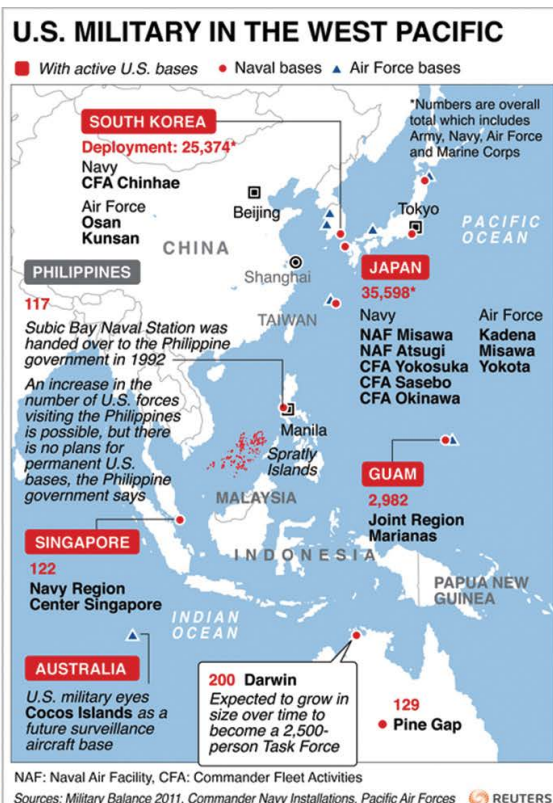 U.S. MILITARY IN THE WEST PACIFIC
With active U.S. bases
Naval bases
Air Force bases
*Numbers are overall
total which includes
Army, Navy, Air Force
and Marine Corps
SOUTH KOREA
Deployment: 25,374*
Navy
CFA Chinhae
Air Force
Osan
Kunsan
Beijing
Tokyo
PACIFIC
OCEAN
CHINA
Shanghai
TAIWAN
JAPAN
35,598*
Navy
NAF Misawa
NAF Atsugi
CFA Yokosuka
CFA Sasebo
CFA Okinawa
Air Force
Kadena
Misawa
Yokota
PHILIPPINES
117
Subic Bay Naval Station was
handed over to the Philippine
government in 1992
An increase in the
number of U.S. forces
visiting the Philippines
is possible, but there
is no plans for
permanent U.S.
bases, the Philippine
government says
Manila
Spratly
Islands
MALAYSIA
GUAM
2,982
Joint Region
Marianas
SINGAPORE
122
Navy Region
Center Singapore
INDONESIA
PAPUA NEW
GUINEA
INDIAN
OCEAN
AUSTRALIA
U.S. military eyes
Cocos Islands as a
future surveillance
aircraft base
200 Darwin
Expected to grow in
size over time to
become a 2,500-
person Task Force
129
Pine Gap
NAF: Naval Air Facility, CFA: Commander Fleet Activities
Sources: Military Balance 2011, Commander Navy Installations, Pacific Air Forces
REUTERS